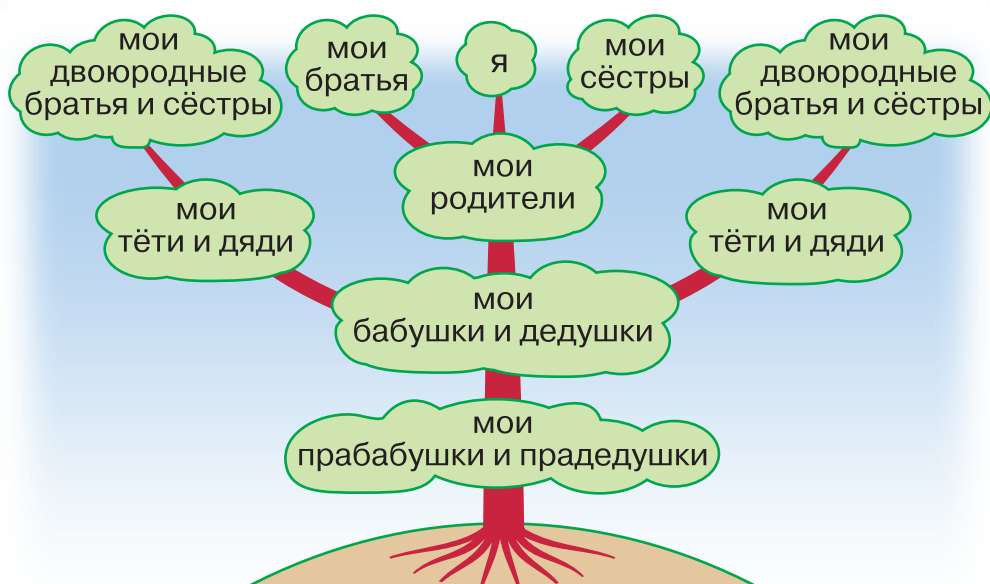 мои
двоюродные
братья и сёстры
мои
братья
я
мои
сёстры
мои
двоюродные
братья и сёстры
мои
тёти и дяди
мои
родители
мои
тёти и дяди
мои
бабушки и дедушки
мои
прабабушки и прадедушки